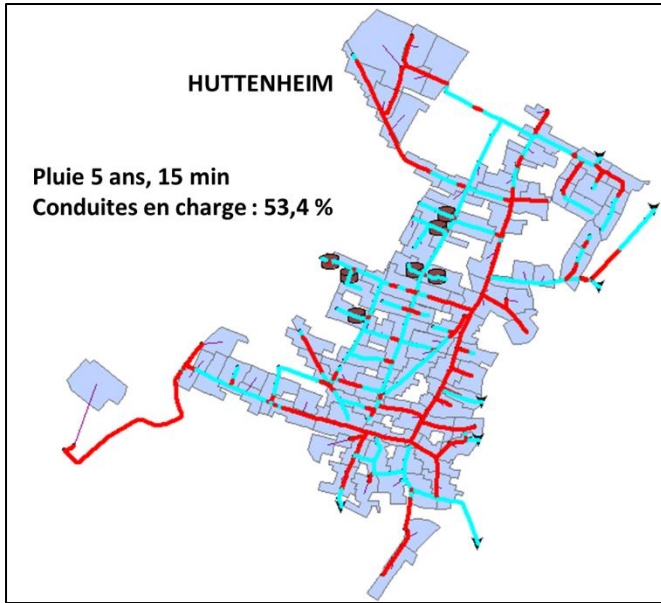 HUTTENHEIM
Pluie 5 ans, 15 min
Conduites en charge : 53,4 %